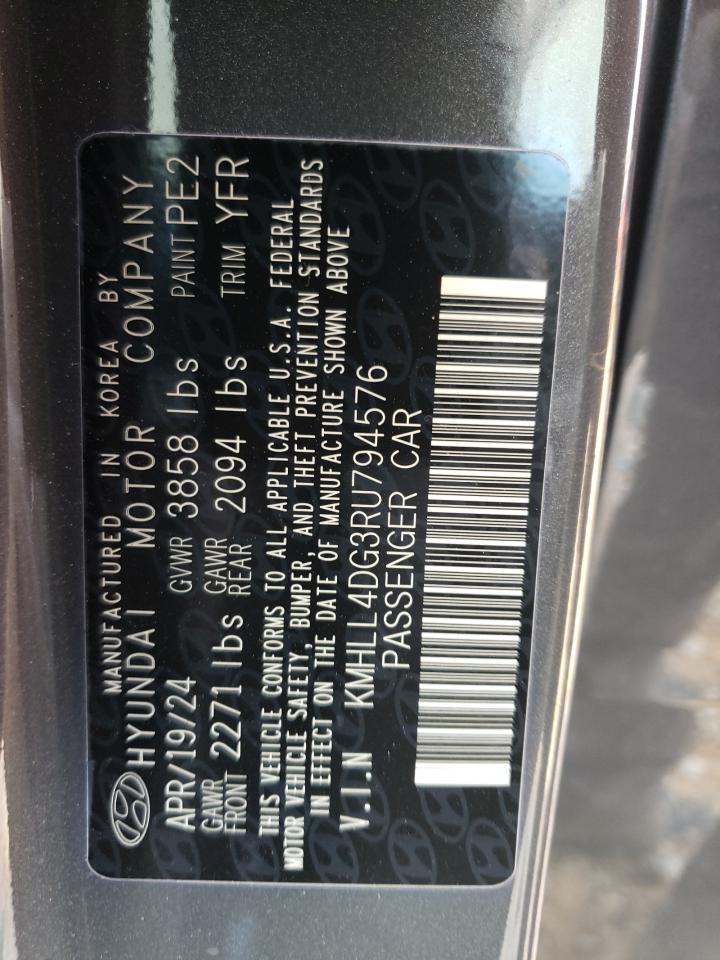 MANUFACTURED IN KOREA BY
HYUNDAI MOTOR COMPANY
APR/19/24 GVWR 3858 lbs PAINT PE2
GAWR FRONT 2271 lbs GAWR REAR 2094 lbs TRIM YFR
THIS VEHICLE CONFORMS TO ALL APPLICABLE U.S.A. FEDERAL
MOTOR VEHICLE SAFETY, BUMPER, AND THEFT PREVENTION STANDARDS
IN EFFECT ON THE DATE OF MANUFACTURE SHOWN ABOVE
V.I.N KMHLL4DG3RU794576
PASSENGER CAR